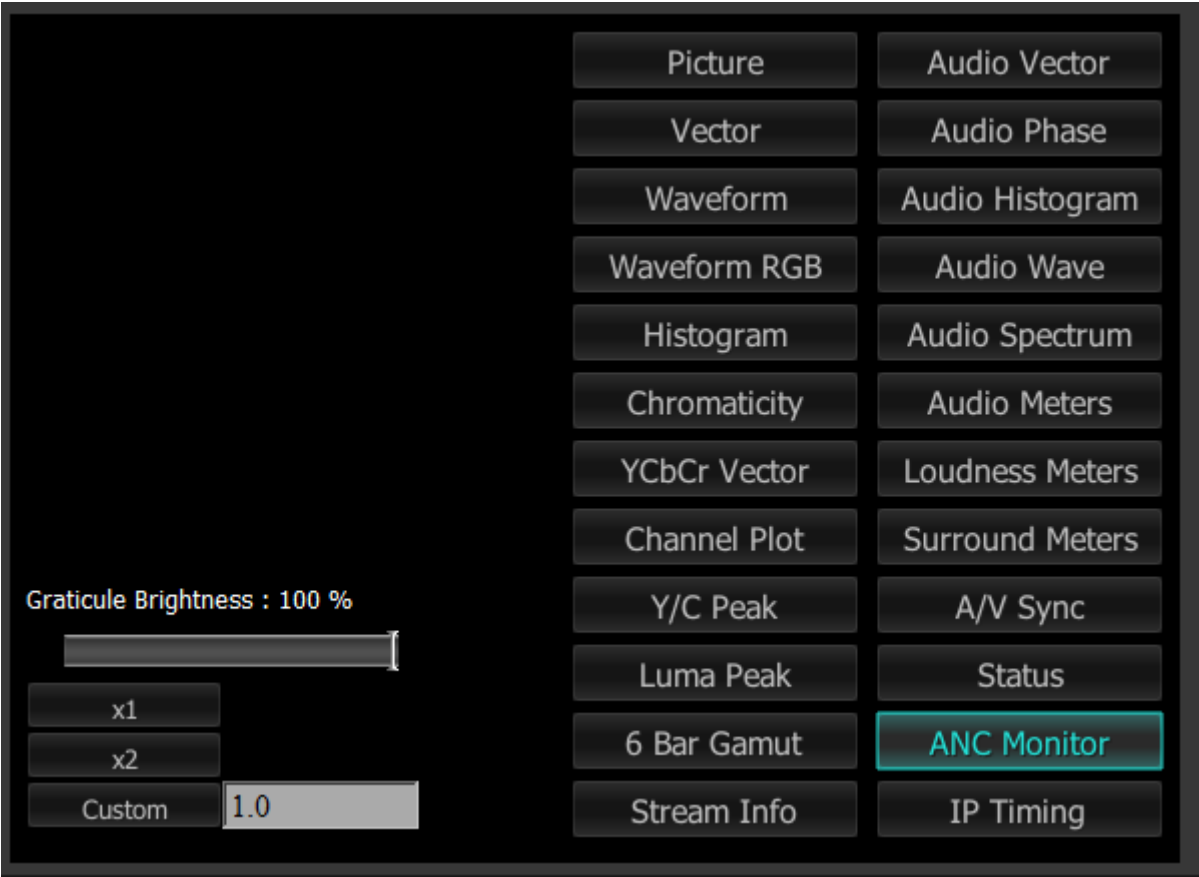 Picture
Audio Vector
Vector
Audio Phase
Waveform
Audio Histogram
Waveform RGB
Audio Wave
Histogram
Audio Spectrum
Chromaticity
Audio Meters
YCbCr Vector
Loudness Meters
Channel Plot
Surround Meters
Graticule Brightness : 100 %
Y/C Peak
A/V Sync
Luma Peak
Status
x1
6 Bar Gamut
ANC Monitor
x2
Custom
1.0
Stream Info
IP Timing